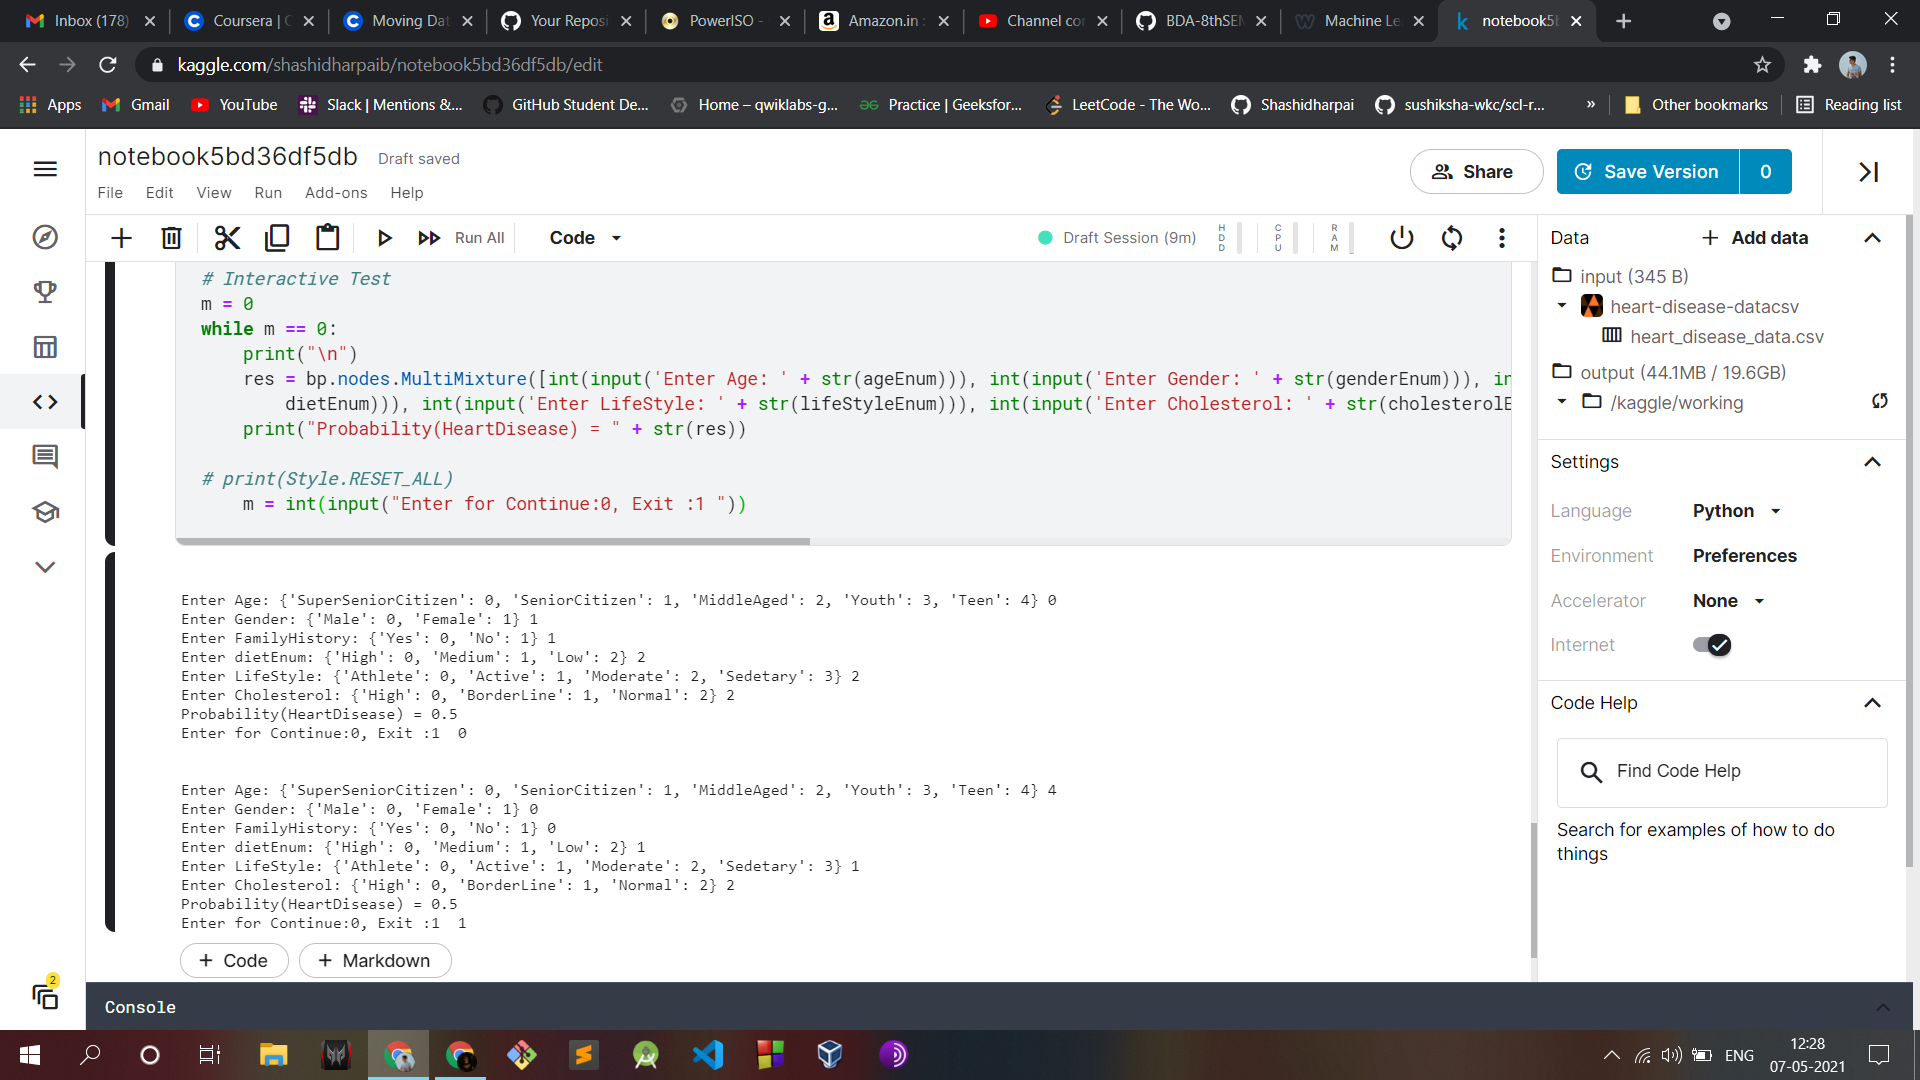 Inbox (178)
Coursera | C
Moving Dat
Your Reposi
PowerISO -
Amazon.in :
Channel con
BDA-8thSEM
Machine Le
notebook5b
kaggle.com/shashidharpaib/notebook5bd36df5db/edit
Apps
Gmail
YouTube
Slack | Mentions &...
GitHub Student De...
Home – qwiklabs-g...
Practice | Geeksfor...
LeetCode - The Wo...
Shashidharpai
sushiksha-wkc/scl-r...
»
Other bookmarks
Reading list
notebook5bd36df5db
Draft saved
File Edit View Run Add-ons Help
Share
Save Version
0
Run All
Code
Draft Session (9m)
HDD
CPU
RAM
# Interactive Test
m = 0
while m == 0:
    print("\n")
    res = bp.nodes.MultiMixture([int(input('Enter Age: ' + str(ageEnum))), int(input('Enter Gender: ' + str(genderEnum))), in
        dietEnum))), int(input('Enter LifeStyle: ' + str(lifeStyleEnum))), int(input('Enter Cholesterol: ' + str(cholesterolE
    print("Probability(HeartDisease) = " + str(res))
# print(Style.RESET_ALL)
    m = int(input("Enter for Continue:0, Exit :1 "))
Enter Age: {'SuperSeniorCitizen': 0, 'SeniorCitizen': 1, 'MiddleAged': 2, 'Youth': 3, 'Teen': 4} 0
Enter Gender: {'Male': 0, 'Female': 1} 1
Enter FamilyHistory: {'Yes': 0, 'No': 1} 1
Enter dietEnum: {'High': 0, 'Medium': 1, 'Low': 2} 2
Enter LifeStyle: {'Athlete': 0, 'Active': 1, 'Moderate': 2, 'Sedetary': 3} 2
Enter Cholesterol: {'High': 0, 'BorderLine': 1, 'Normal': 2} 2
Probability(HeartDisease) = 0.5
Enter for Continue:0, Exit :1  0
Enter Age: {'SuperSeniorCitizen': 0, 'SeniorCitizen': 1, 'MiddleAged': 2, 'Youth': 3, 'Teen': 4} 4
Enter Gender: {'Male': 0, 'Female': 1} 0
Enter FamilyHistory: {'Yes': 0, 'No': 1} 0
Enter dietEnum: {'High': 0, 'Medium': 1, 'Low': 2} 1
Enter LifeStyle: {'Athlete': 0, 'Active': 1, 'Moderate': 2, 'Sedetary': 3} 1
Enter Cholesterol: {'High': 0, 'BorderLine': 1, 'Normal': 2} 2
Probability(HeartDisease) = 0.5
Enter for Continue:0, Exit :1  1
+ Code
+ Markdown
Console
2
Data
+ Add data
input (345 B)
heart-disease-datacsv
heart_disease_data.csv
output (44.1MB / 19.6GB)
/kaggle/working
Settings
Language Python
Environment Preferences
Accelerator None
Internet
Code Help
Find Code Help
Search for examples of how to do
things
ENG
12:28
07-05-2021